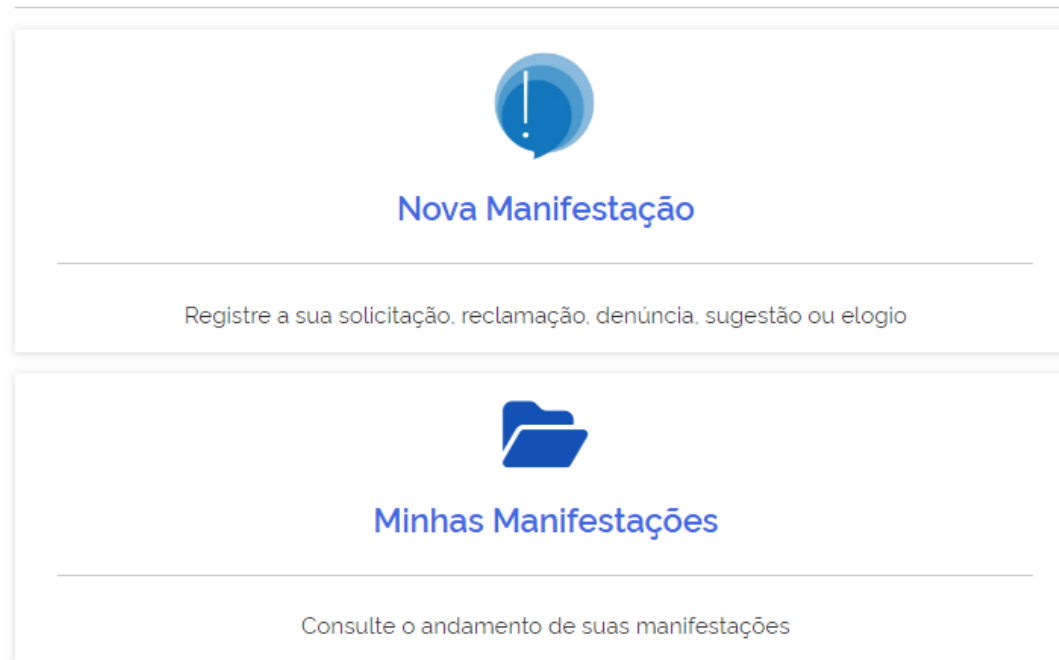 Nova Manifestação
Registre a sua solicitação, reclamação, denúncia, sugestão ou elogio
Minhas Manifestações
Consulte o andamento de suas manifestações